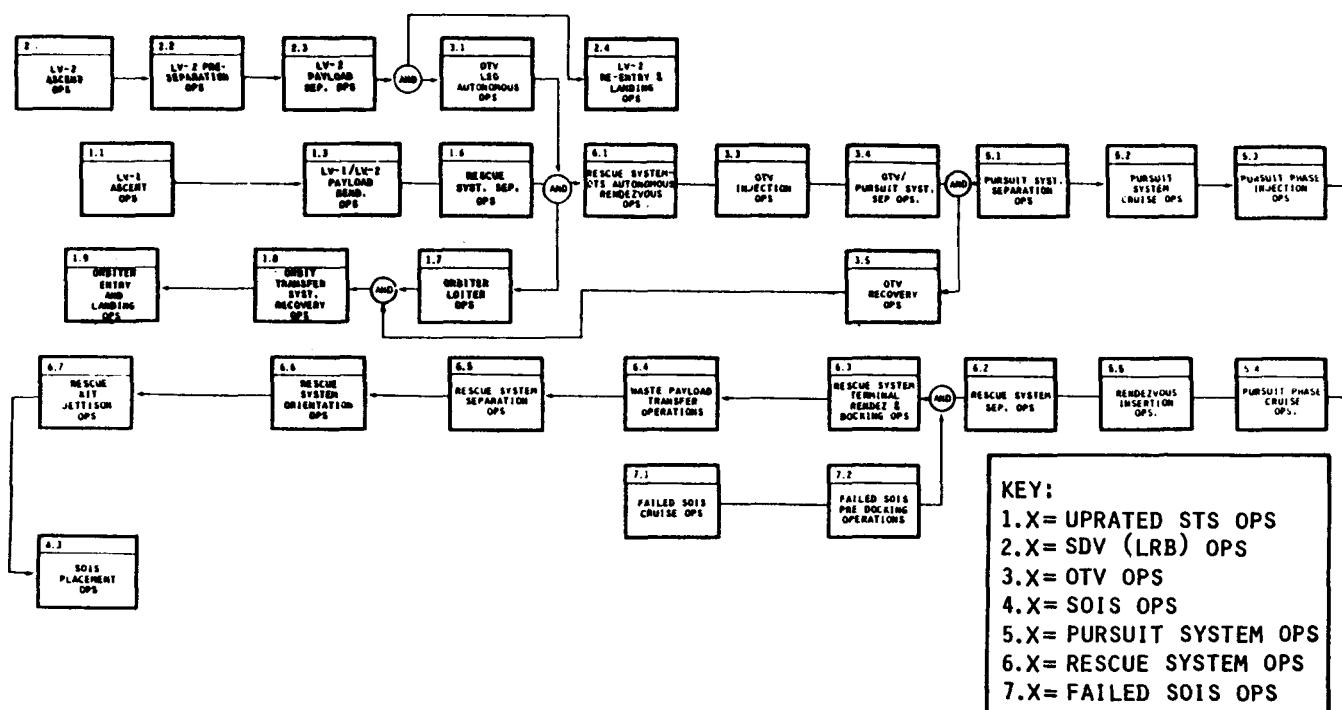 2.
LV-2
ASCENT
OPS
2.2
LV-2 PRE-
SEPARATION
OPS
2.3
LV-2
PAYLOAD
SEP. OPS
AND
3.1
OTV
LEO
AUTONOMOUS
OPS
2.4
LV-2
RE-ENTRY &
LANDING
OPS
1.1
LV-1
ASCENT
OPS
1.3
LV-1/LV-2
PAYLOAD
OPS
1.6
RESCUE
SYST. SEP.
OPS
AND
6.1
RESCUE SYSTEM-
OTS AUTONOMOUS
RENDEZVOUS
OPS.
3.3
OTV
INJECTION
OPS
3.4
OTV/
PURSUIT SYST.
SEP OPS.
AND
5.1
PURSUIT SYST.
SEPARATION
OPS
5.2
PURSUIT
SYSTEM
CRUISE OPS
5.3
PURSUIT PHASE
INJECTION
OPS
1.9
ORBITER
ENTRY
AND
LANDING
OPS
1.8
ORBIT
TRANSFER
SYST.
RECOVERY
OPS
AND
1.7
ORBITER
LOITER
OPS
3.5
OTV
RECOVERY
OPS
6.7
RESCUE
KIT
JETTISON
OPS
6.6
RESCUE
SYSTEM
ORIENTATION
OPS
6.5
RESCUE SYSTEM
SEPARATION
OPS
6.4
WASTE PAYLOAD
TRANSFER
OPERATIONS
6.3
RESCUE SYSTEM
TERMINAL
RENDEZ &
DOCKING OPS
AND
6.2
RESCUE SYSTEM
SEP. OPS
5.5
RENDEZVOUS
INSERTION
OPS.
5.4
PURSUIT PHASE
CRUISE
OPS.
7.1
FAILED SOIS
CRUISE OPS
7.2
FAILED SOIS
PRE DOCKING
OPERATIONS
4.3
SOIS
PLACEMENT
OPS
KEY:
1.X= UPRATED STS OPS
2.X= SDV (LRB) OPS
3.X= OTV OPS
4.X= SOIS OPS
5.X= PURSUIT SYSTEM OPS
6.X= RESCUE SYSTEM OPS
7.X= FAILED SOIS OPS